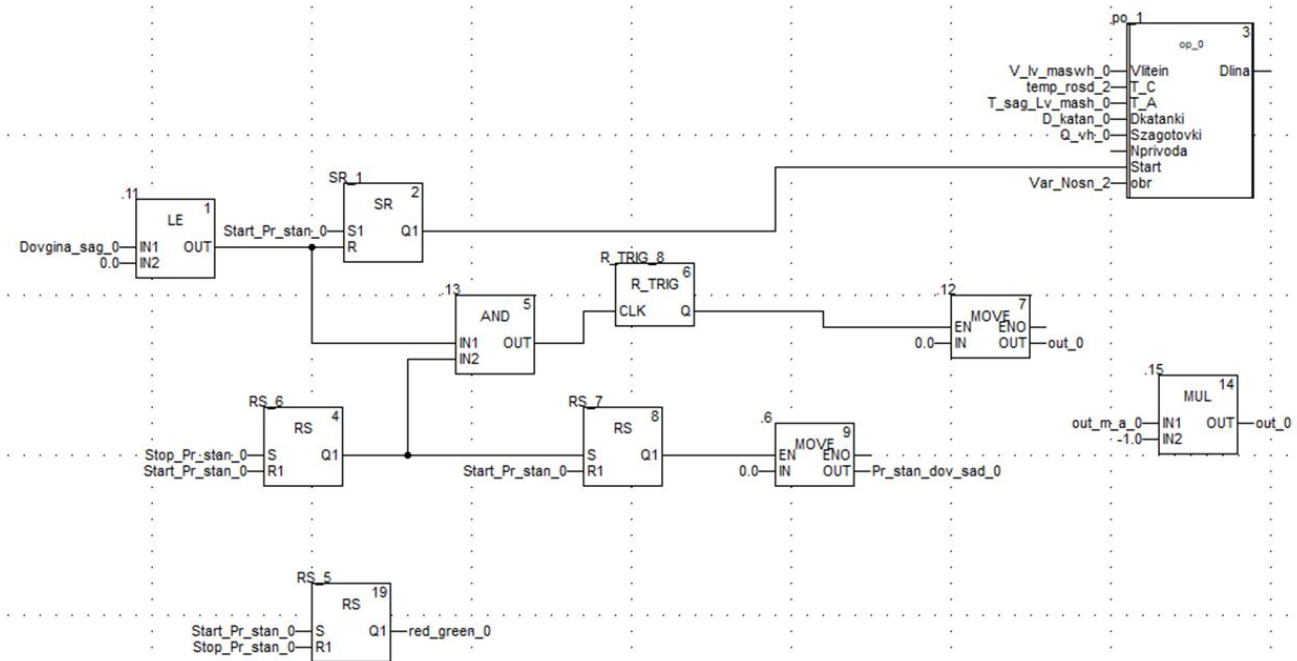 po_1
3
op_0
V_lv_maswh_0 Vlitein Dlina
temp_rosd_2 T_C
T_sag_Lv_mash_0 T_A
D_katan_0 Dkatanki
Q_vh_0 Szagotovki
Nprivoda
Start
Var_Nosn_2 obr
.11
1
LE
Dovgina_sag_0 IN1 OUT
0.0 IN2
SR_1
2
SR
Start_Pr_stan_0 S1 Q1
R
R_TRIG_8
6
R_TRIG
CLK Q
.13
5
AND
IN1 OUT
IN2
.12
7
MOVE
EN ENO
0.0 IN OUT out_0
.15
14
MUL
out_m_a_0 IN1 OUT out_0
-1.0 IN2
RS_6
4
RS
Stop_Pr_stan_0 S Q1
Start_Pr_stan_0 R1
RS_7
8
RS
S Q1
Start_Pr_stan_0 R1
.6
9
MOVE
EN ENO
0.0 IN OUT Pr_stan_dov_sad_0
RS_5
19
RS
Start_Pr_stan_0 S Q1 red_green_0
Stop_Pr_stan_0 R1